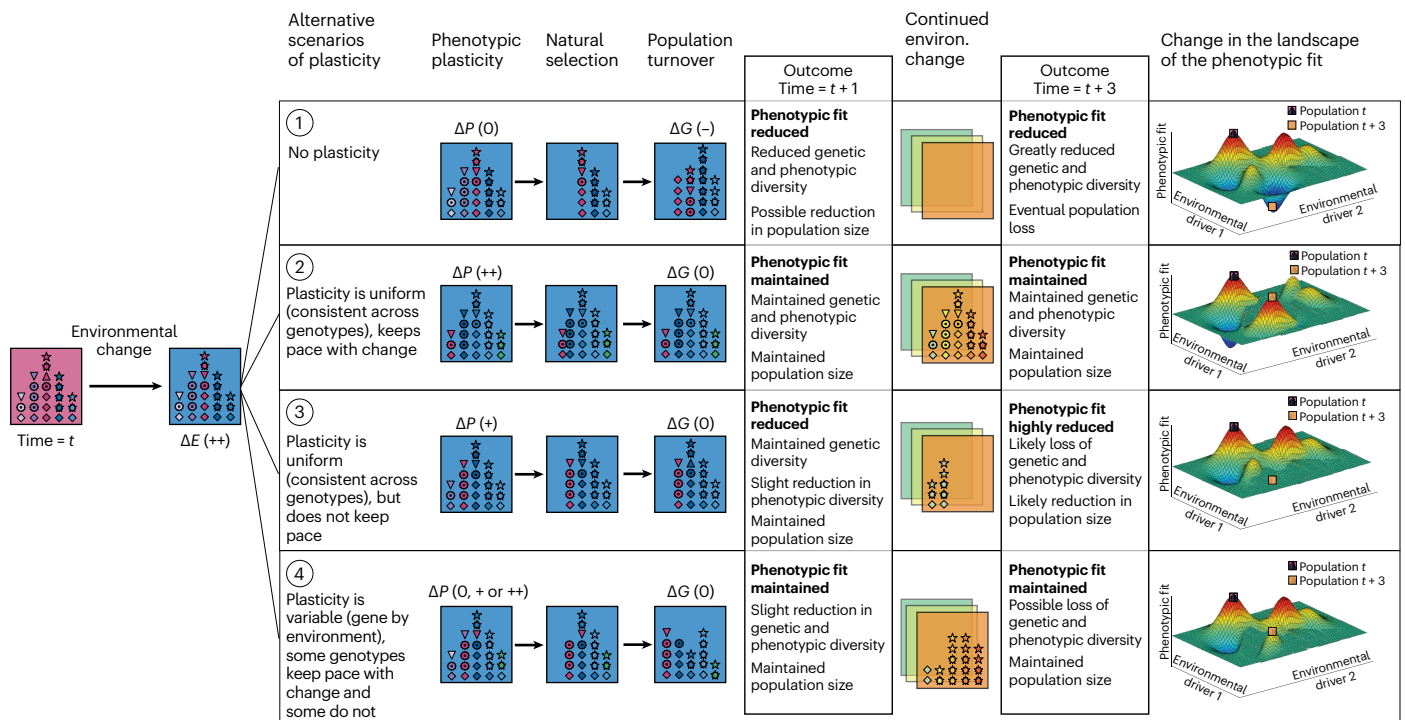 Alternative
scenarios
of plasticity
Phenotypic
plasticity
Natural
selection
Population
turnover
Outcome
Time = t + 1
Continued
environ.
change
Outcome
Time = t + 3
Change in the landscape
of the phenotypic fit
Time = t
Environmental
change
ΔE (++)
1
No plasticity
ΔP (0)
ΔG (–)
Phenotypic fit
reduced
Reduced genetic
and phenotypic
diversity
Possible reduction
in population size
Phenotypic fit
reduced
Greatly reduced
genetic and
phenotypic diversity
Eventual population
loss
Population t
Population t + 3
Phenotypic fit
Environmental
driver 1
Environmental
driver 2
2
Plasticity is uniform
(consistent across
genotypes), keeps
pace with change
ΔP (++)
ΔG (0)
Phenotypic fit
maintained
Maintained genetic
and phenotypic
diversity
Maintained
population size
Phenotypic fit
maintained
Maintained genetic
and phenotypic
diversity
Maintained
population size
Population t
Population t + 3
Phenotypic fit
Environmental
driver 1
Environmental
driver 2
3
Plasticity is
uniform
(consistent across
genotypes), but
does not keep
pace
ΔP (+)
ΔG (0)
Phenotypic fit
reduced
Maintained genetic
diversity
Slight reduction in
phenotypic diversity
Maintained
population size
Phenotypic fit
highly reduced
Likely loss of
genetic and
phenotypic diversity
Likely reduction in
population size
Population t
Population t + 3
Phenotypic fit
Environmental
driver 1
Environmental
driver 2
4
Plasticity is
variable (gene by
environment),
some genotypes
keep pace with
change and
some do not
ΔP (0, + or ++)
ΔG (0)
Phenotypic fit
maintained
Slight reduction in
genetic and
phenotypic diversity
Maintained
population size
Phenotypic fit
maintained
Possible loss of
genetic and
phenotypic diversity
Maintained
population size
Population t
Population t + 3
Phenotypic fit
Environmental
driver 1
Environmental
driver 2